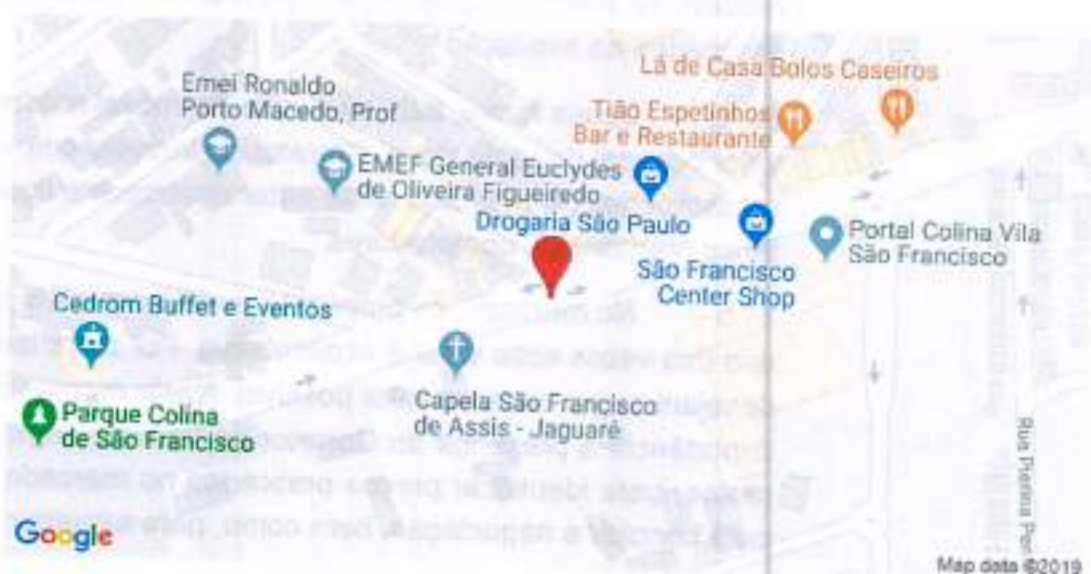 Emei Ronaldo
Porto Macedo, Prof
Lá de Casa Bolos Caseiros
Tião Espetinhos
Bar e Restaurante
EMEF General Euclydes
de Oliveira Figueiredo
Drogaria São Paulo
Portal Colina Vila
São Francisco
São Francisco
Center Shop
Cedrom Buffet e Eventos
Capela São Francisco
de Assis - Jaguaré
Parque Colina
de São Francisco
Rua Pierina
Google
Map data ©2019